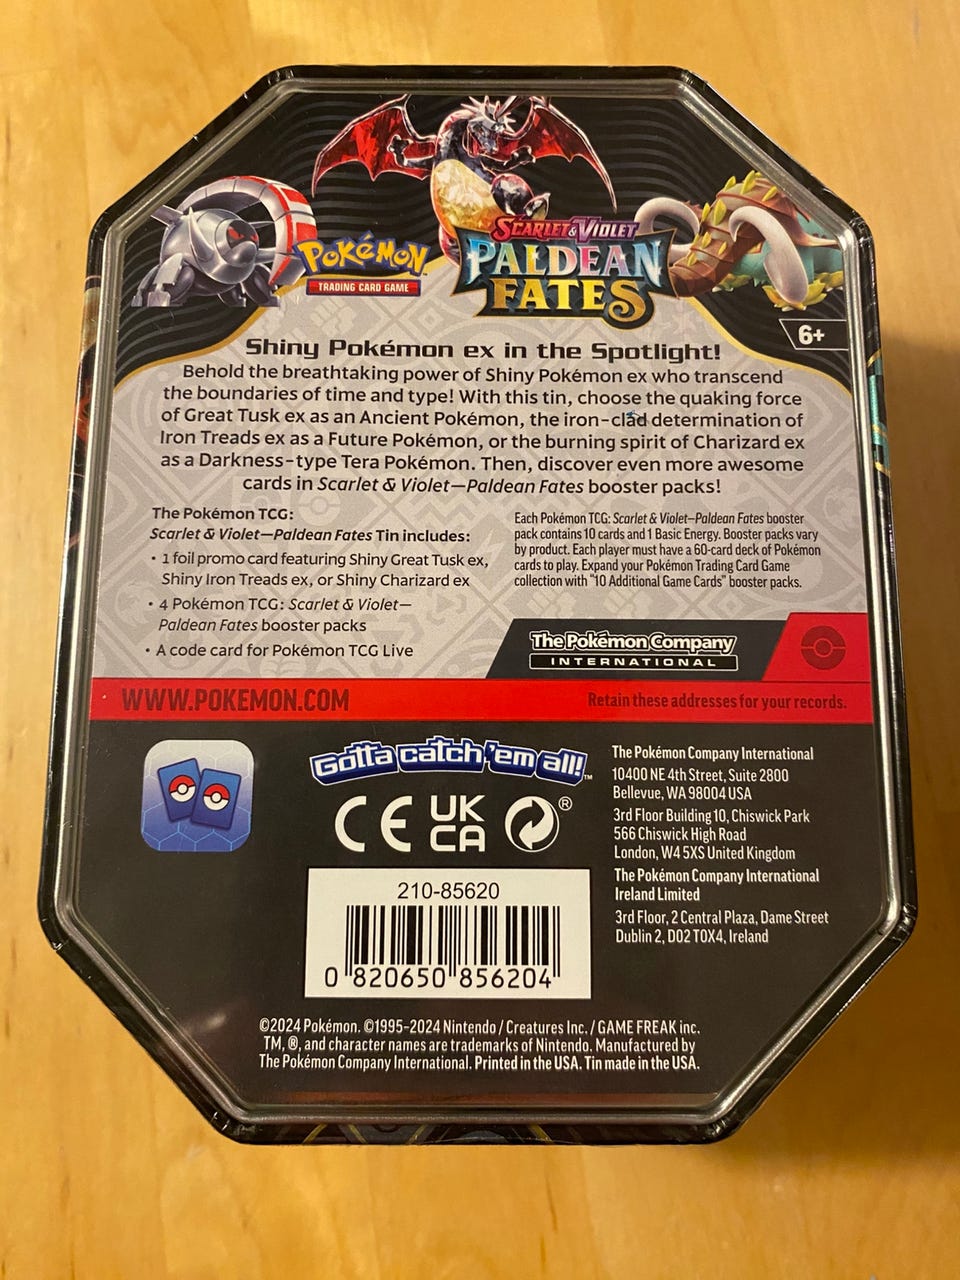 Pokémon
TRADING CARD GAME
SCARLET & VIOLET
PALDEAN
FATES
6+
Shiny Pokémon ex in the Spotlight!
Behold the breathtaking power of Shiny Pokémon ex who transcend
the boundaries of time and type! With this tin, choose the quaking force
of Great Tusk ex as an Ancient Pokémon, the iron-clad determination of
Iron Treads ex as a Future Pokémon, or the burning spirit of Charizard ex
as a Darkness-type Tera Pokémon. Then, discover even more awesome
cards in Scarlet & Violet—Paldean Fates booster packs!
The Pokémon TCG:
Scarlet & Violet—Paldean Fates Tin includes:
• 1 foil promo card featuring Shiny Great Tusk ex,
Shiny Iron Treads ex, or Shiny Charizard ex
• 4 Pokémon TCG: Scarlet & Violet—
Paldean Fates booster packs
• A code card for Pokémon TCG Live
Each Pokémon TCG: Scarlet & Violet—Paldean Fates booster
pack contains 10 cards and 1 Basic Energy. Booster packs vary
by product. Each player must have a 60-card deck of Pokémon
cards to play. Expand your Pokémon Trading Card Game
collection with "10 Additional Game Cards" booster packs.
The Pokémon Company
INTERNATIONAL
WWW.POKEMON.COM
Retain these addresses for your records.
Gotta catch 'em all!™
CE UK CA ®
210-85620
0 820650 856204
The Pokémon Company International
10400 NE 4th Street, Suite 2800
Bellevue, WA 98004 USA
3rd Floor Building 10, Chiswick Park
566 Chiswick High Road
London, W4 5XS United Kingdom
The Pokémon Company International
Ireland Limited
3rd Floor, 2 Central Plaza, Dame Street
Dublin 2, D02 T0X4, Ireland
©2024 Pokémon. ©1995–2024 Nintendo / Creatures Inc. / GAME FREAK inc.
TM, ®, and character names are trademarks of Nintendo. Manufactured by
The Pokémon Company International. Printed in the USA. Tin made in the USA.